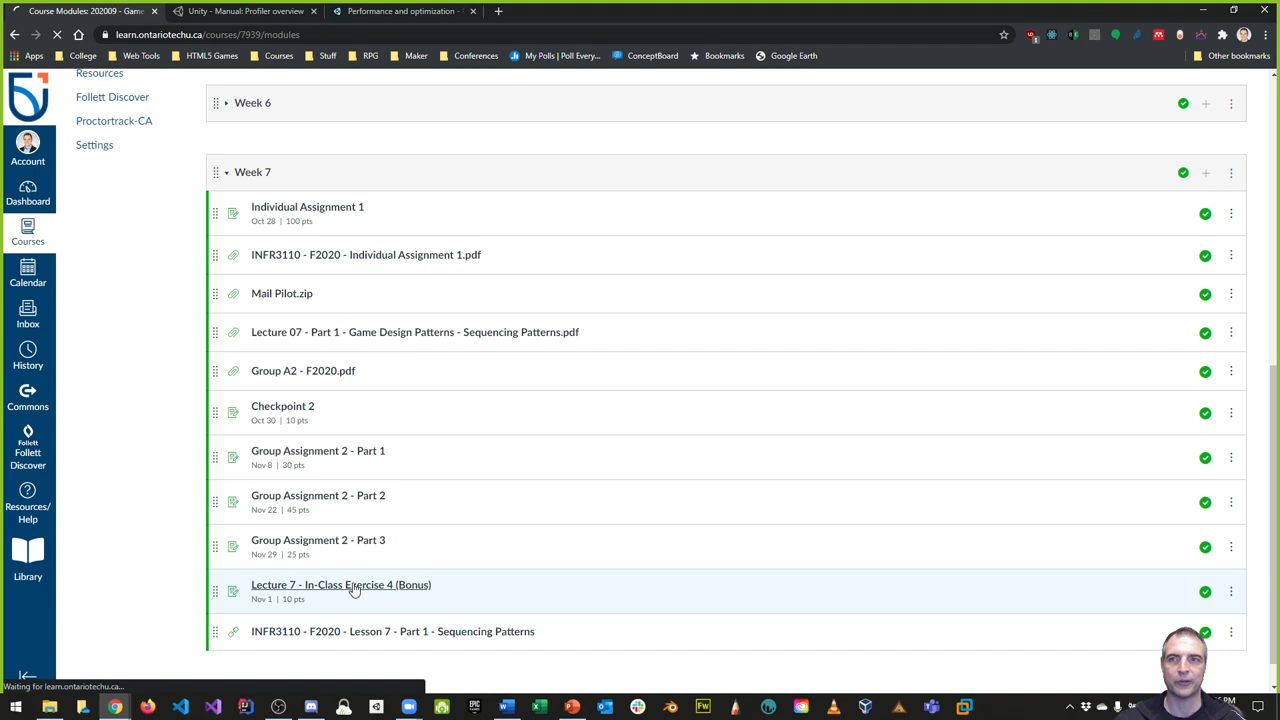 Course Modules: 202009 - Game
Unity - Manual: Profiler overview
Performance and optimization -
learn.ontariotechu.ca/courses/7939/modules
Apps
College
Web Tools
HTML5 Games
Courses
Stuff
RPG
Maker
Conferences
My Polls | Poll Every...
ConceptBoard
Bookmarks
Google Earth
Other bookmarks
Account
Dashboard
Courses
Calendar
Inbox
History
Commons
Follett
Discover
Resources/
Help
Library
Resources
Follett Discover
Proctortrack-CA
Settings
Week 6
Week 7
Individual Assignment 1
Oct 28 | 100 pts
INFR3110 - F2020 - Individual Assignment 1.pdf
Mail Pilot.zip
Lecture 07 - Part 1 - Game Design Patterns - Sequencing Patterns.pdf
Group A2 - F2020.pdf
Checkpoint 2
Oct 30 | 10 pts
Group Assignment 2 - Part 1
Nov 8 | 30 pts
Group Assignment 2 - Part 2
Nov 22 | 45 pts
Group Assignment 2 - Part 3
Nov 29 | 25 pts
Lecture 7 - In-Class Exercise 4 (Bonus)
Nov 1 | 10 pts
INFR3110 - F2020 - Lesson 7 - Part 1 - Sequencing Patterns
Waiting for learn.ontariotechu.ca...